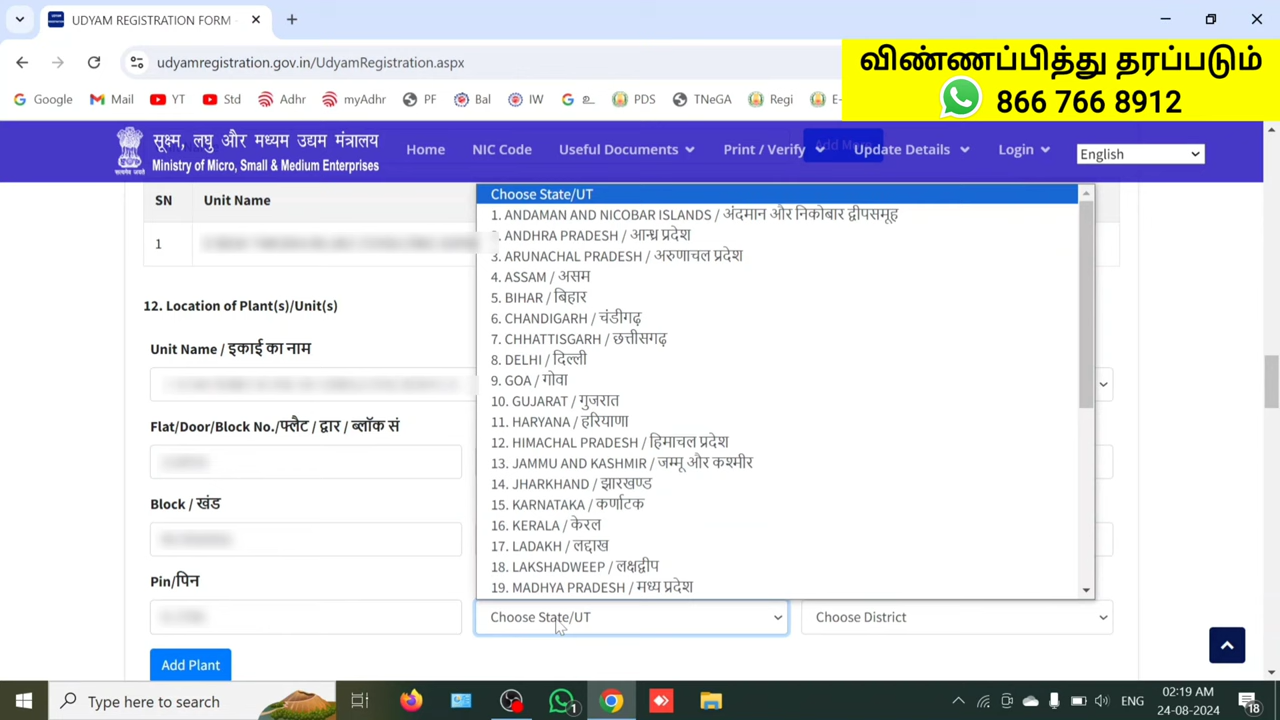 UDYAM REGISTRATION FORM
udyamregistration.gov.in/UdyamRegistration.aspx
விண்ணப்பித்து தரப்படும்
866 766 8912
Google Mail YT Std Adhr myAdhr PF Bal IW உ... PDS TNeGA Regi E-
सूक्ष्म, लघु और मध्यम उद्यम मंत्रालय
Ministry of Micro, Small & Medium Enterprises
Home NIC Code Useful Documents Print / Verify Update Details Login English
SN Unit Name
1
Choose State/UT
1. ANDAMAN AND NICOBAR ISLANDS / अंदमान और निकोबार द्वीपसमूह
2. ANDHRA PRADESH / आन्ध्र प्रदेश
3. ARUNACHAL PRADESH / अरुणाचल प्रदेश
4. ASSAM / असम
5. BIHAR / बिहार
6. CHANDIGARH / चंडीगढ़
7. CHHATTISGARH / छत्तीसगढ़
8. DELHI / दिल्ली
9. GOA / गोवा
10. GUJARAT / गुजरात
11. HARYANA / हरियाणा
12. HIMACHAL PRADESH / हिमाचल प्रदेश
13. JAMMU AND KASHMIR / जम्मू और कश्मीर
14. JHARKHAND / झारखण्ड
15. KARNATAKA / कर्णाटक
16. KERALA / केरल
17. LADAKH / लद्दाख
18. LAKSHADWEEP / लक्षद्वीप
19. MADHYA PRADESH / मध्य प्रदेश
12. Location of Plant(s)/Unit(s)
Unit Name / इकाई का नाम
Flat/Door/Block No./फ्लैट / द्वार / ब्लॉक सं
Block / खंड
Pin/पिन
Choose State/UT Choose District
Add Plant
Type here to search
1
ENG
02:19 AM
24-08-2024
18